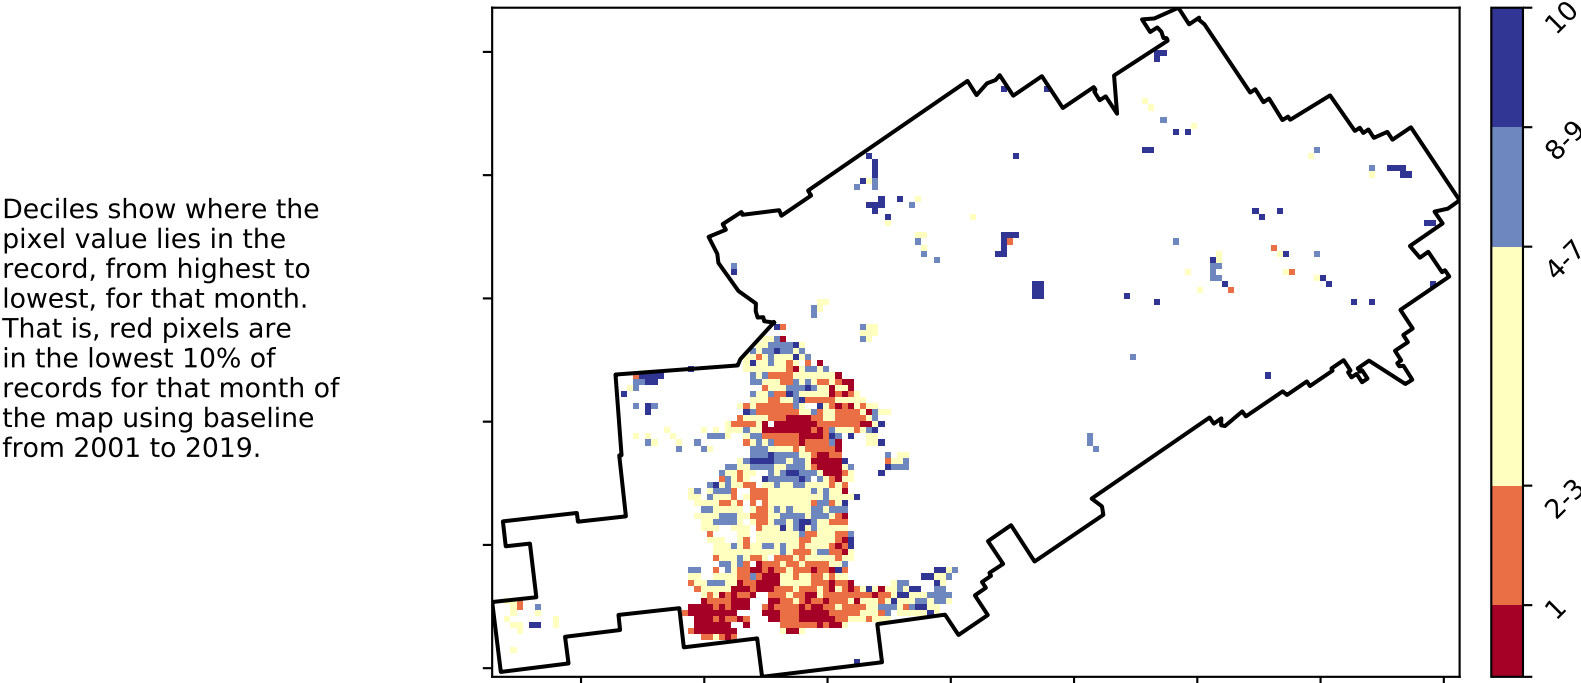 Deciles show where the
pixel value lies in the
record, from highest to
lowest, for that month.
That is, red pixels are
in the lowest 10% of
records for that month of
the map using baseline
from 2001 to 2019.
10
8-9
4-7
2-3
1